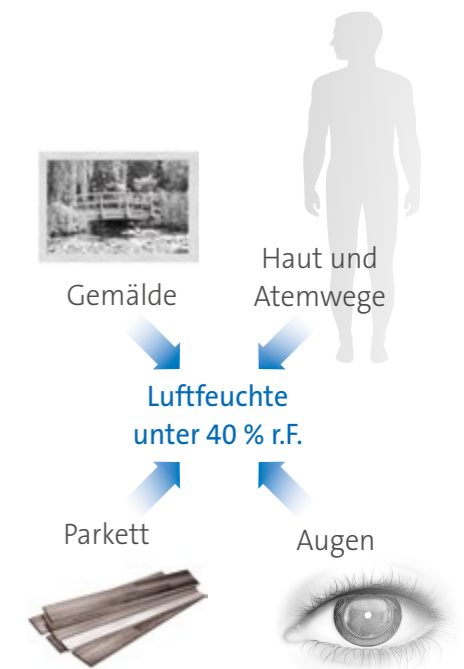 Gemälde
Haut und
Atemwege
Luftfeuchte
unter 40 % r.F.
Parkett
Augen